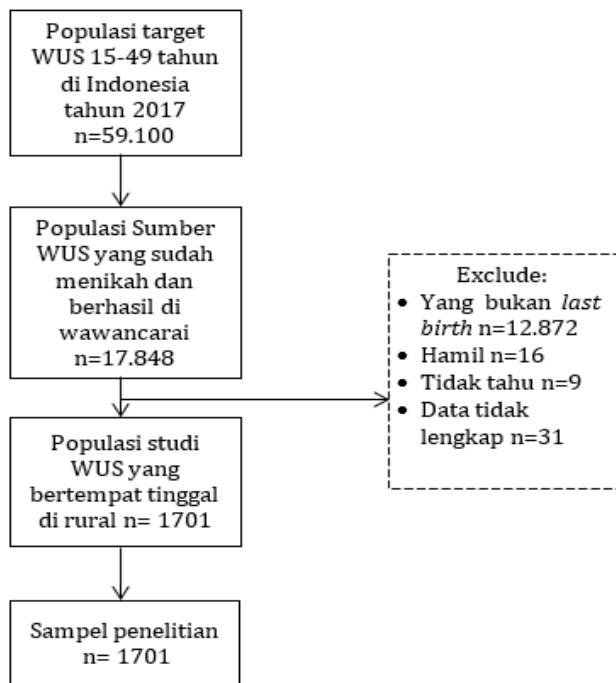 Populasi target
WUS 15-49 tahun
di Indonesia
tahun 2017
n=59.100
Populasi Sumber
WUS yang sudah
menikah dan
berhasil di
wawancarai
n=17.848
Exclude:
• Yang bukan last
birth n=12.872
• Hamil n=16
• Tidak tahu n=9
• Data tidak
lengkap n=31
Populasi studi
WUS yang
bertempat tinggal
di rural n= 1701
Sampel penelitian
n= 1701